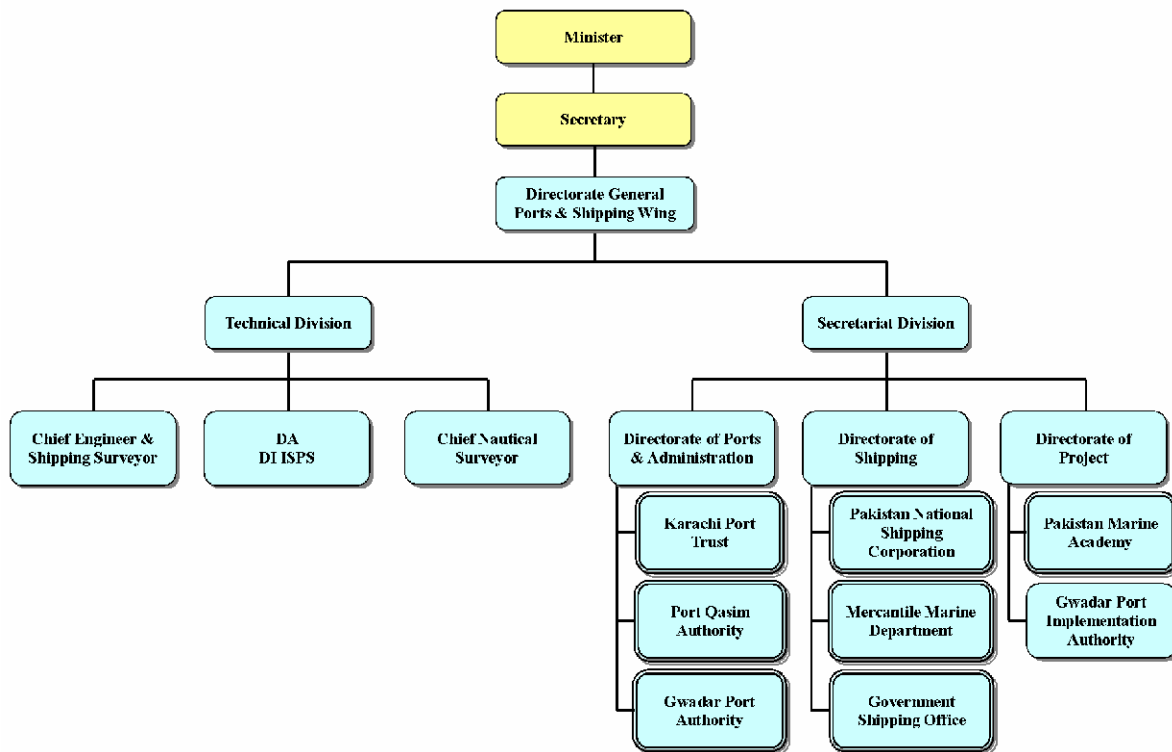 Minister
Secretary
Directorate General
Ports & Shipping Wing
Technical Division
Secretariat Division
Chief Engineer &
Shipping Surveyor
DA
DI ISPS
Chief Nautical
Surveyor
Directorate of Ports
& Administration
Directorate of
Shipping
Directorate of
Project
Karachi Port
Trust
Pakistan National
Shipping
Corporation
Pakistan Marine
Academy
Port Qasim
Authority
Mercantile Marine
Department
Gwadar Port
Implementation
Authority
Gwadar Port
Authority
Government
Shipping Office